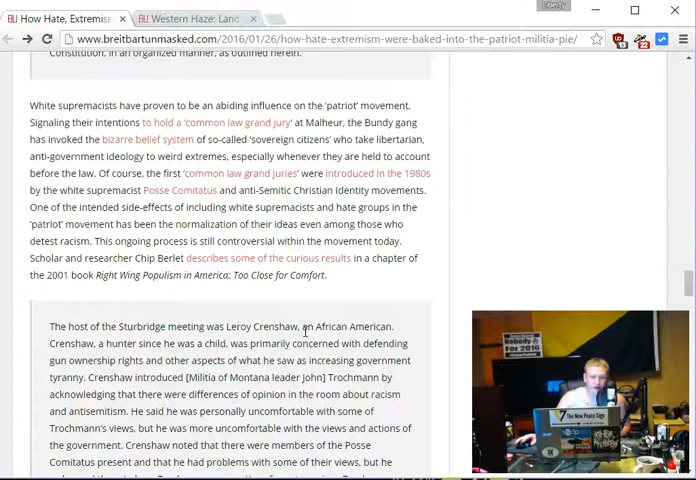 Liberty
BU How Hate, Extremism
BU Western Haze: Land
www.breitbartunmasked.com/2016/01/26/how-hate-extremism-were-baked-into-the-patriot-militia-pie/
13
22
Constitution, in an organized manner, as outlined herein.
White supremacists have proven to be an abiding influence on the 'patriot' movement.
Signaling their intentions to hold a 'common law grand jury' at Malheur, the Bundy gang
has invoked the bizarre belief system of so-called 'sovereign citizens' who take libertarian,
anti-government ideology to weird extremes, especially whenever they are held to account
before the law. Of course, the first 'common law grand juries' were introduced in the 1980s
by the white supremacist Posse Comitatus and anti-Semitic Christian Identity movements.
One of the intended side-effects of including white supremacists and hate groups in the
'patriot' movement has been the normalization of their ideas even among those who
detest racism. This ongoing process is still controversial within the movement today.
Scholar and researcher Chip Berlet describes some of the curious results in a chapter of
the 2001 book Right Wing Populism in America: Too Close for Comfort.
The host of the Sturbridge meeting was Leroy Crenshaw, an African American.
Crenshaw, a hunter since he was a child, was primarily concerned with defending
gun ownership rights and other aspects of what he saw as increasing government
tyranny. Crenshaw introduced [Militia of Montana leader John] Trochmann by
acknowledging that there were differences of opinion in the room about racism
and antisemitism. He said he was personally uncomfortable with some of
Trochmann's views, but he was more uncomfortable with the views and actions of
the government. Crenshaw noted that there were members of the Posse
Comitatus present and that he had problems with some of their views, but he
Nobody
For 2016
The New Peace Sign